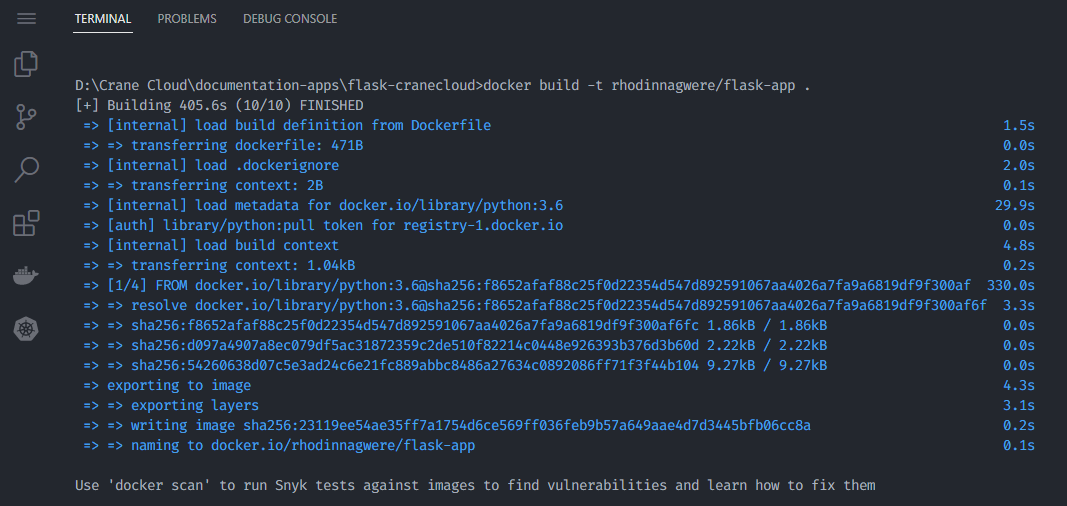 TERMINAL PROBLEMS DEBUG CONSOLE
D:\Crane Cloud\documentation-apps\flask-cranecloud>docker build -t rhodinnagwere/flask-app .
[+] Building 405.6s (10/10) FINISHED
=> [internal] load build definition from Dockerfile 1.5s
=> => transferring dockerfile: 471B 0.0s
=> [internal] load .dockerignore 2.0s
=> => transferring context: 2B 0.1s
=> [internal] load metadata for docker.io/library/python:3.6 29.9s
=> [auth] library/python:pull token for registry-1.docker.io 0.0s
=> [internal] load build context 4.8s
=> => transferring context: 1.04kB 0.2s
=> [1/4] FROM docker.io/library/python:3.6@sha256:f8652afaf88c25f0d22354d547d892591067aa4026a7fa9a6819df9f300af 330.0s
=> => resolve docker.io/library/python:3.6@sha256:f8652afaf88c25f0d22354d547d892591067aa4026a7fa9a6819df9f300af6f 3.3s
=> => sha256:f8652afaf88c25f0d22354d547d892591067aa4026a7fa9a6819df9f300af6fc 1.86kB / 1.86kB 0.0s
=> => sha256:d097a4907a8ec079df5ac31872359c2de510f82214c0448e926393b376d3b60d 2.22kB / 2.22kB 0.0s
=> => sha256:54260638d07c5e3ad24c6e21fc889abbc8486a27634c0892086ff71f3f44b104 9.27kB / 9.27kB 0.0s
=> exporting to image 4.3s
=> => exporting layers 3.1s
=> => writing image sha256:23119ee54ae35ff7a1754d6ce569ff036feb9b57a649aae4d7d3445bfb06cc8a 0.2s
=> => naming to docker.io/rhodinnagwere/flask-app 0.1s
Use 'docker scan' to run Snyk tests against images to find vulnerabilities and learn how to fix them